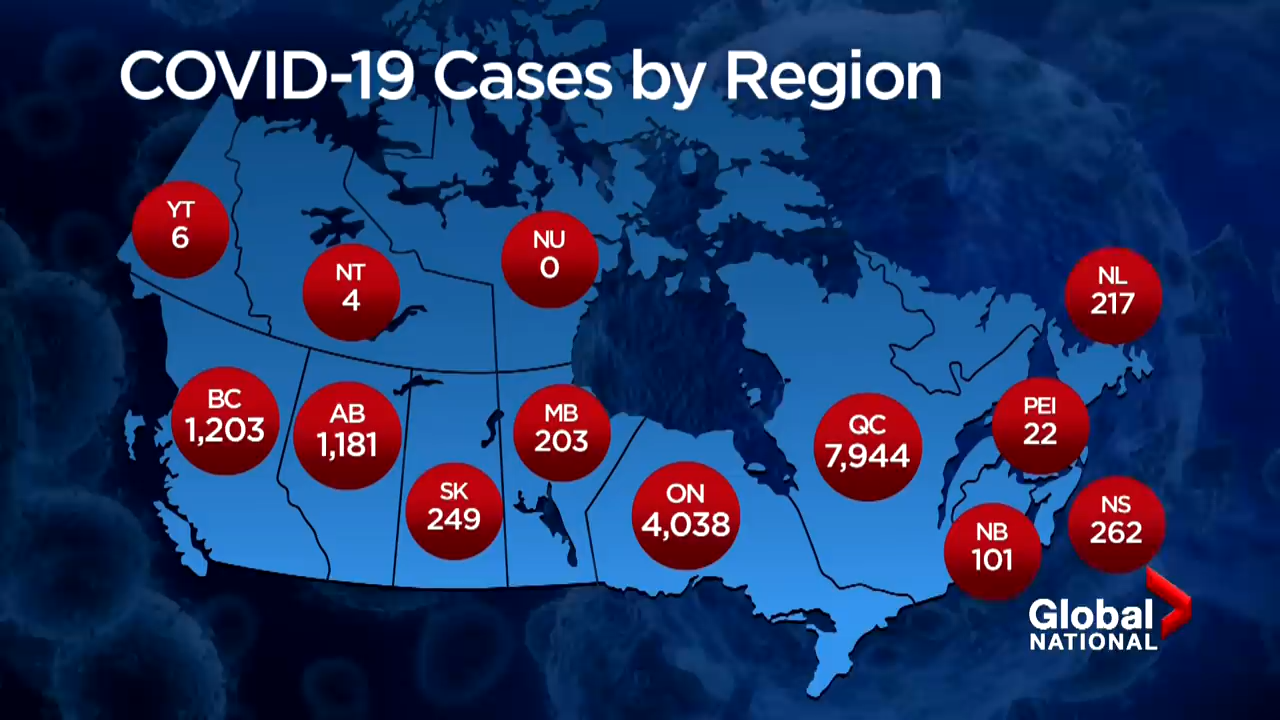 COVID-19 Cases by Region
YT
6
NT
4
NU
0
NL
217
BC
1,203
AB
1,181
SK
249
MB
203
ON
4,038
QC
7,944
PEI
22
NB
101
NS
262
Global
NATIONAL